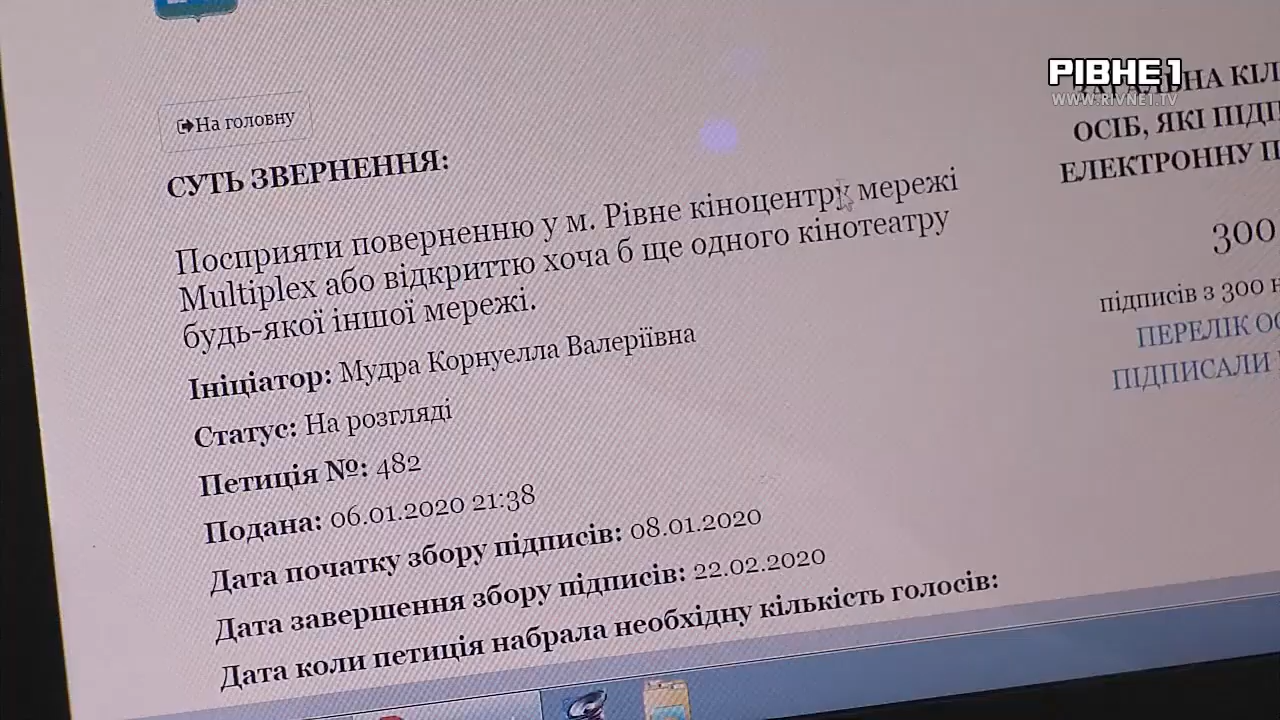 РІВНЕ 1
WWW.RIVNE1.TV
На головну
СУТЬ ЗВЕРНЕННЯ:
Посприяти поверненню у м. Рівне кіноцентру мережі
Multiplex або відкриттю хоча б ще одного кінотеатру
будь-якої іншої мережі.
Ініціатор: Мудра Корнуелла Валеріївна
Статус: На розгляді
Петиція №: 482
Подана: 06.01.2020 21:38
Дата початку збору підписів: 08.01.2020
Дата завершення збору підписів: 22.02.2020
Дата коли петиція набрала необхідну кількість голосів:
ЗАГАЛЬНА КІЛ
ОСІБ, ЯКІ ПІДП
ЕЛЕКТРОННУ П
300
підписів з 300 н
ПЕРЕЛІК ОС
ПІДПИСАЛИ